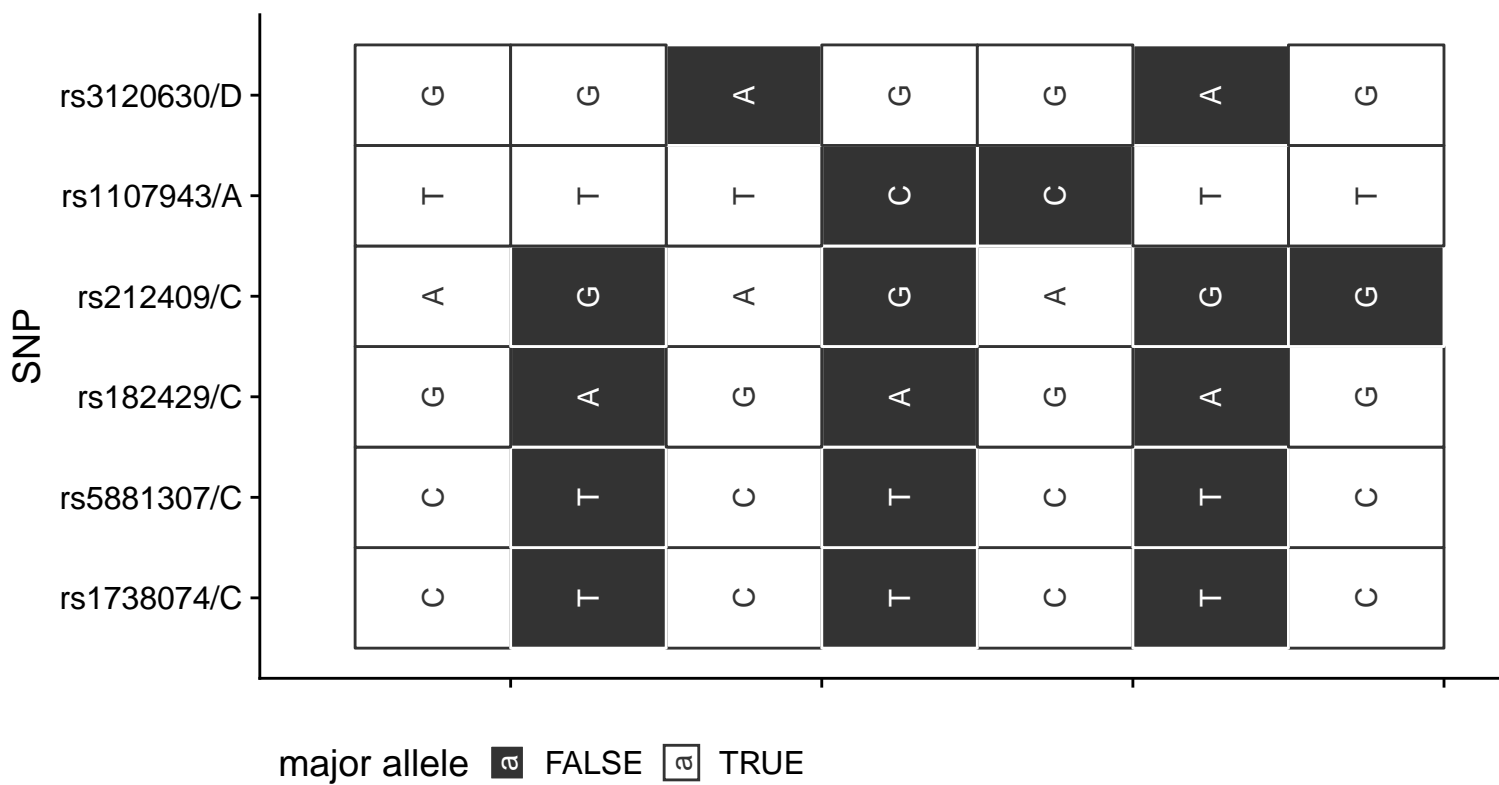 rs3120630/D G G A G G A G
rs1107943/A T T T C C T T
rs212409/C A G A G A G G
rs182429/C G A G A G A G
rs5881307/C C T C T C T C
rs1738074/C C T C T C T C
SNP
major allele a FALSE a TRUE